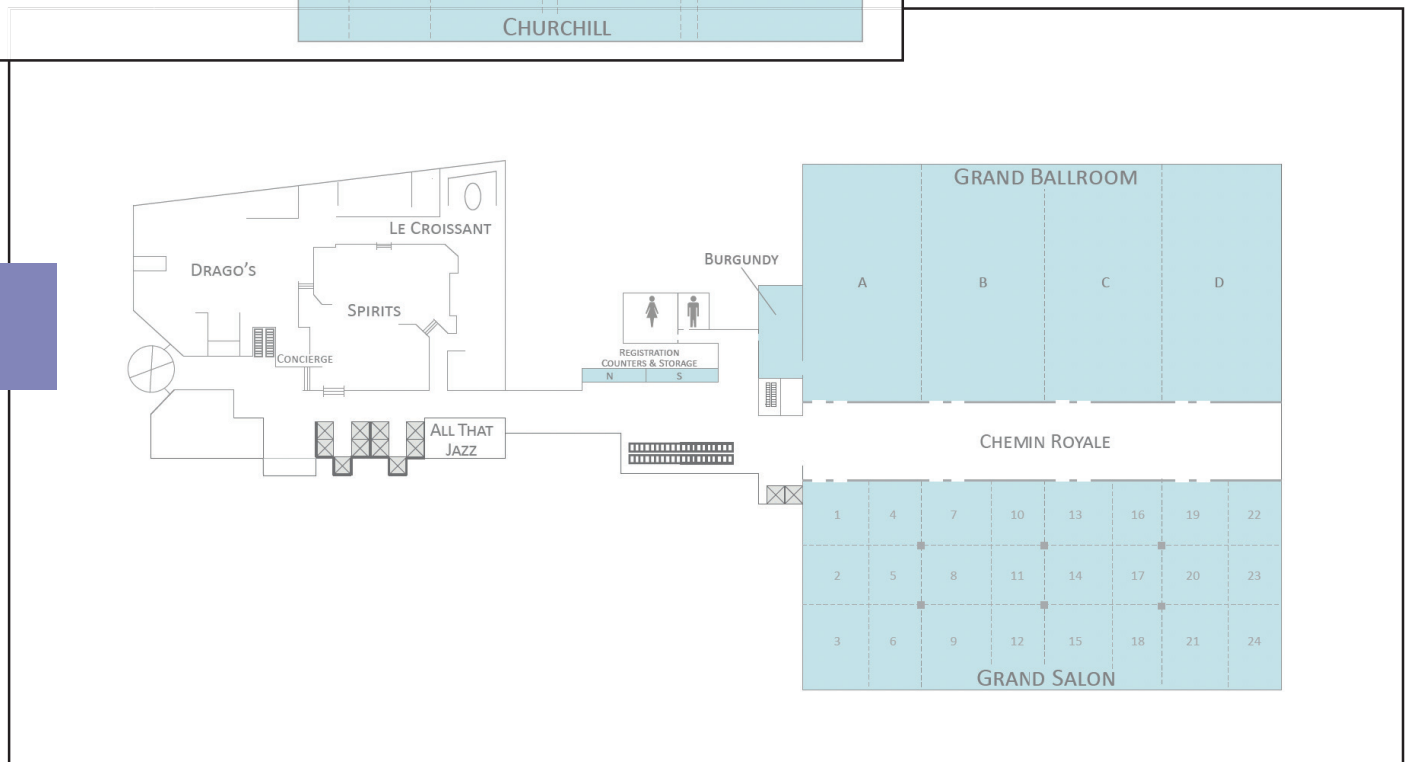 CHURCHILL
GRAND BALLROOM
LE CROISSANT
DRAGO'S
BURGUNDY
A B C D
SPIRITS
CONCIERGE
REGISTRATION
COUNTERS & STORAGE
N S
ALL THAT
JAZZ
CHEMIN ROYALE
1 4 7 10 13 16 19 22
2 5 8 11 14 17 20 23
3 6 9 12 15 18 21 24
GRAND SALON